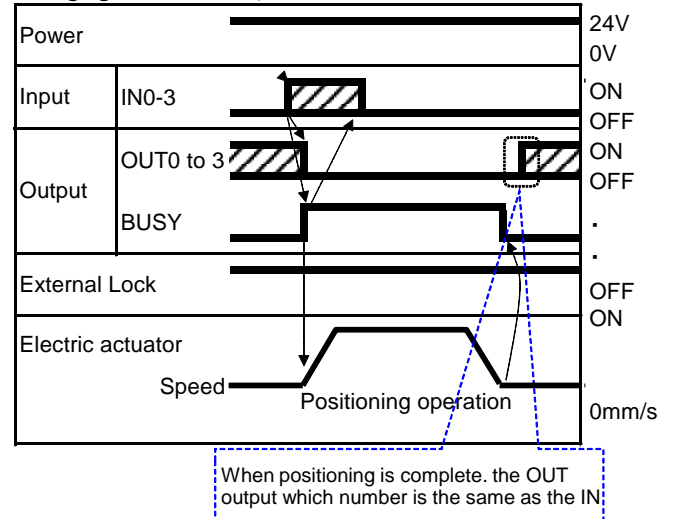 Power
24V
0V
Input
IN0-3
ON
OFF
Output
OUT0 to 3
ON
OFF
BUSY
External Lock
OFF
ON
Electric actuator
Speed
Positioning operation
0mm/s
When positioning is complete. the OUT
output which number is the same as the IN